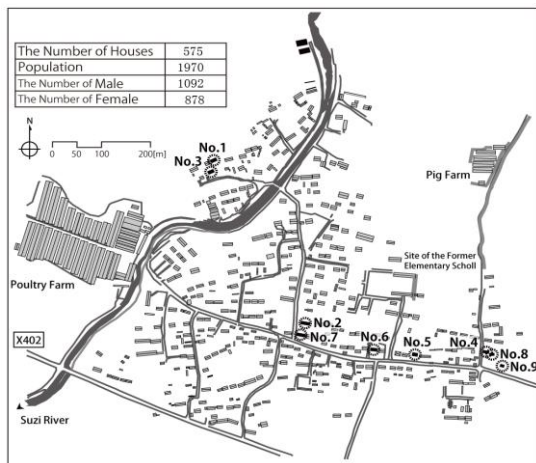 The Number of Houses 575
Population 1970
The Number of Male 1092
The Number of Female 878
N
0 50 100 200[m]
No.1
No.3
Pig Farm
Site of the Former
Elementary Scholl
Poultry Farm
No.2
No.7
No.6
No.5
No.4
No.8
No.9
X402
Suzi River